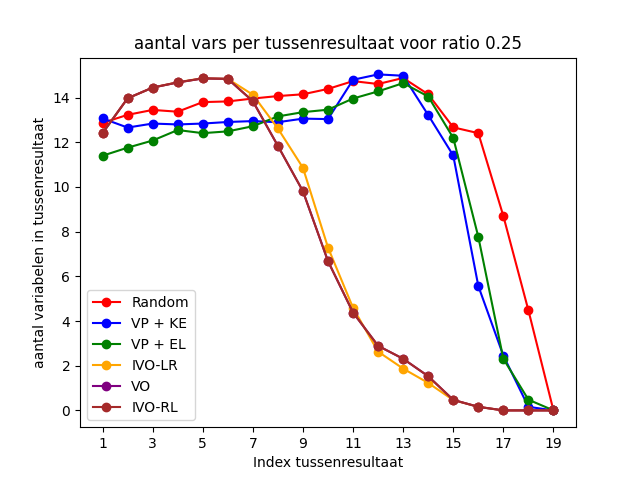 aantal vars per tussenresultaat voor ratio 0.25
aantal variabelen in tussenresultaat
14
12
10
8
6
4
2
0
Random
VP + KE
VP + EL
IVO-LR
VO
IVO-RL
1 3 5 7 9 11 13 15 17 19
Index tussenresultaat